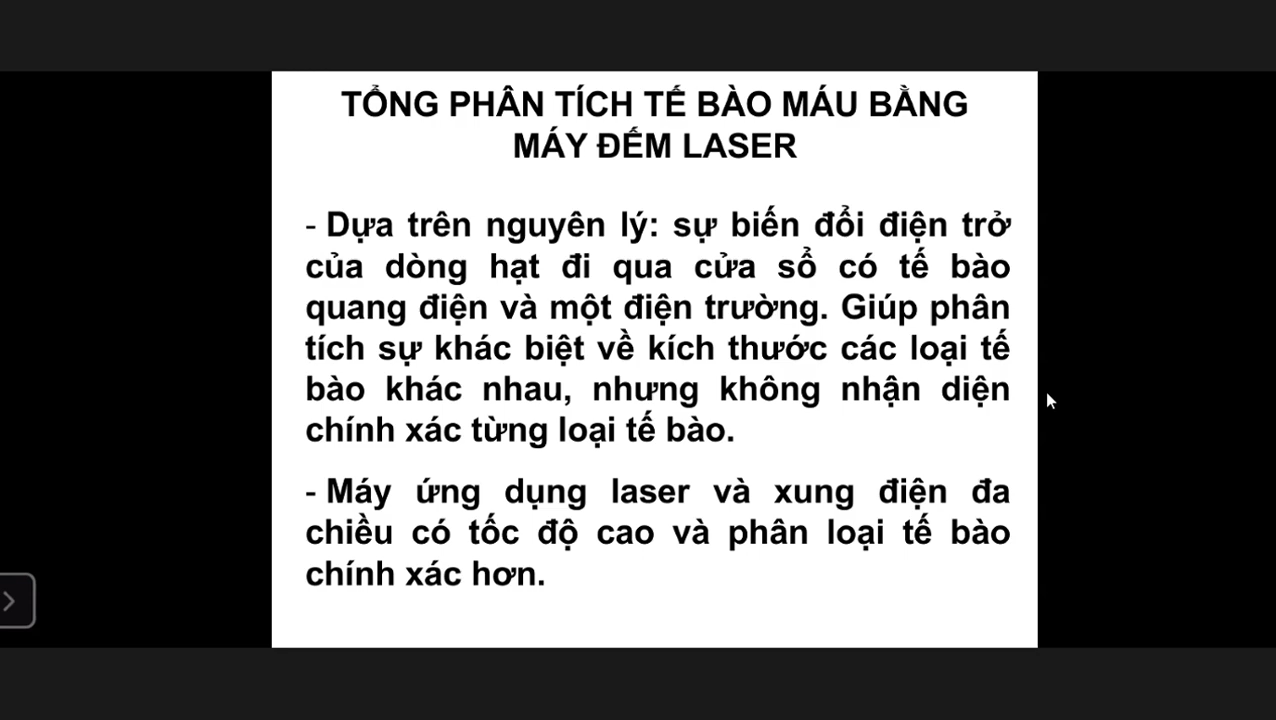 TỔNG PHÂN TÍCH TẾ BÀO MÁU BẰNG
MÁY ĐẾM LASER
- Dựa trên nguyên lý: sự biến đổi điện trở
của dòng hạt đi qua cửa sổ có tế bào
quang điện và một điện trường. Giúp phân
tích sự khác biệt về kích thước các loại tế
bào khác nhau, nhưng không nhận diện
chính xác từng loại tế bào.
- Máy ứng dụng laser và xung điện đa
chiều có tốc độ cao và phân loại tế bào
chính xác hơn.